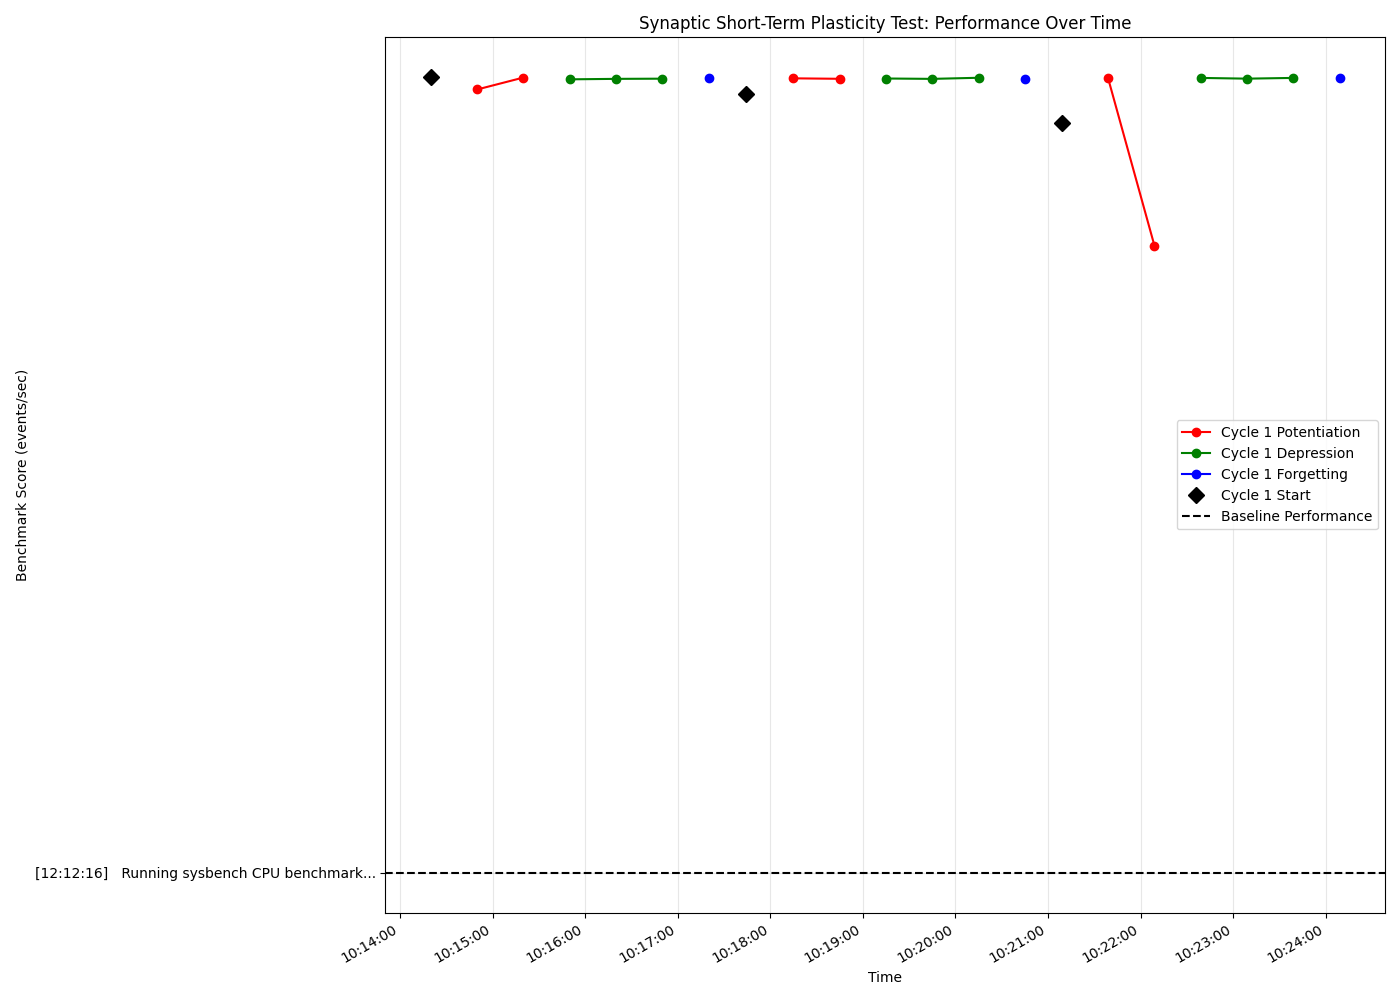 Synaptic Short-Term Plasticity Test: Performance Over Time
Benchmark Score (events/sec)
Cycle 1 Potentiation
Cycle 1 Depression
Cycle 1 Forgetting
Cycle 1 Start
Baseline Performance
[12:12:16]   Running sysbench CPU benchmark...
10:14:00
10:15:00
10:16:00
10:17:00
10:18:00
10:19:00
10:20:00
10:21:00
10:22:00
10:23:00
10:24:00
Time